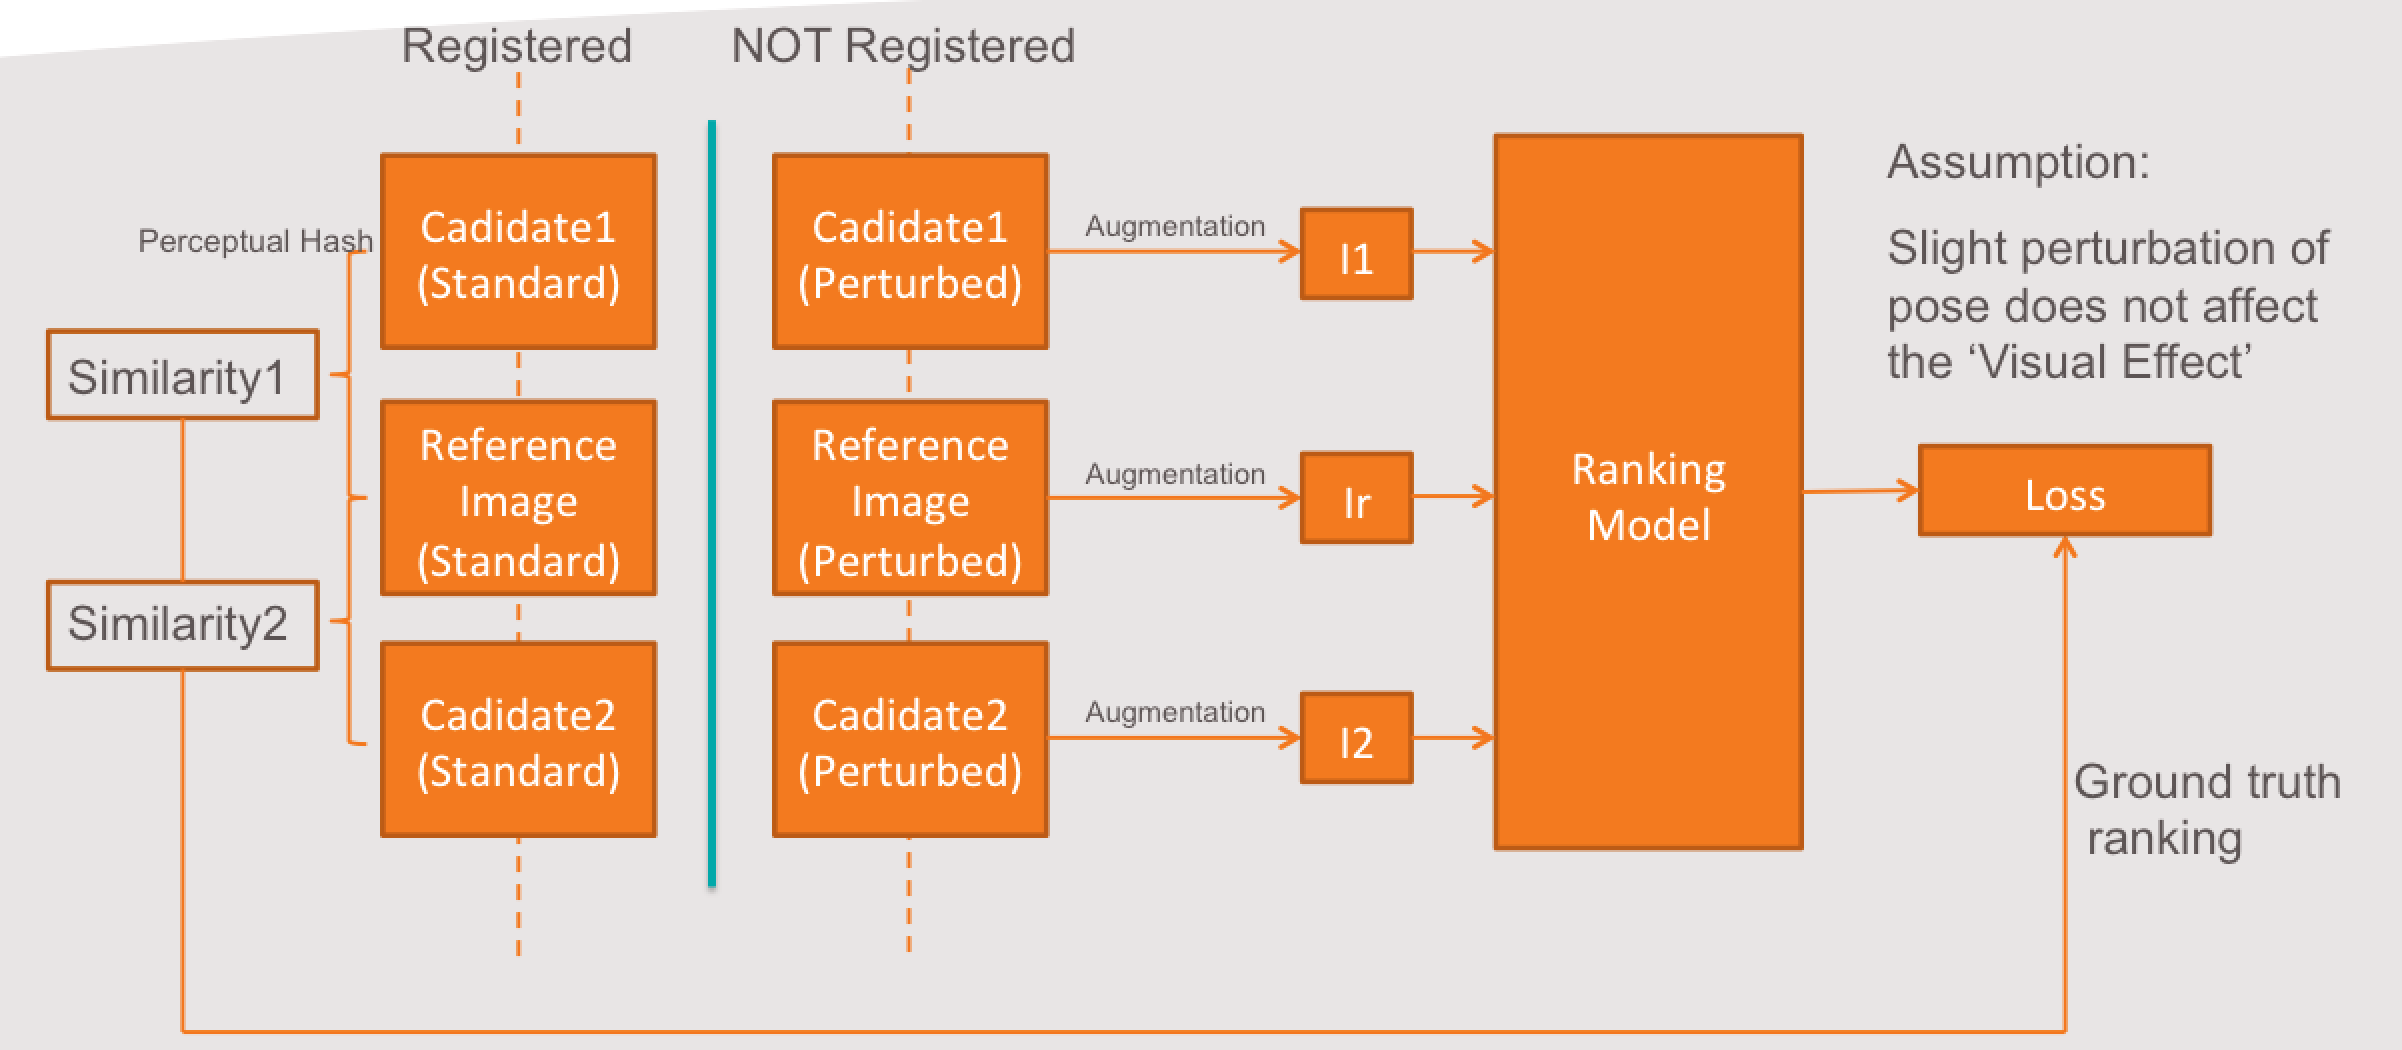 Registered
NOT Registered
Perceptual Hash
Similarity1
Similarity2
Cadidate1
(Standard)
Reference
Image
(Standard)
Cadidate2
(Standard)
Cadidate1
(Perturbed)
Reference
Image
(Perturbed)
Cadidate2
(Perturbed)
Augmentation
Augmentation
Augmentation
I1
Ir
I2
Ranking
Model
Assumption:
Slight perturbation of
pose does not affect
the ‘Visual Effect’
Loss
Ground truth
ranking